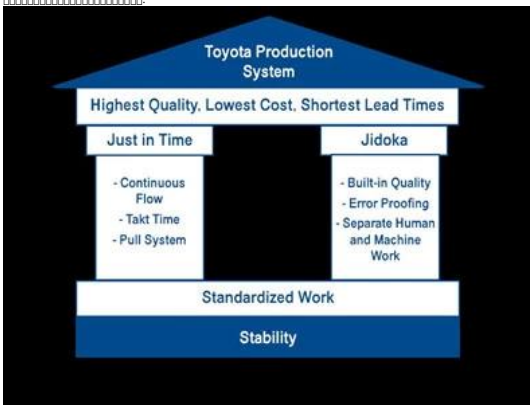 Toyota Production
System
Highest Quality, Lowest Cost, Shortest Lead Times
Just in Time
- Continuous
Flow
- Takt Time
- Pull System
Jidoka
- Built-in Quality
- Error Proofing
- Separate Human
and Machine
Work
Standardized Work
Stability